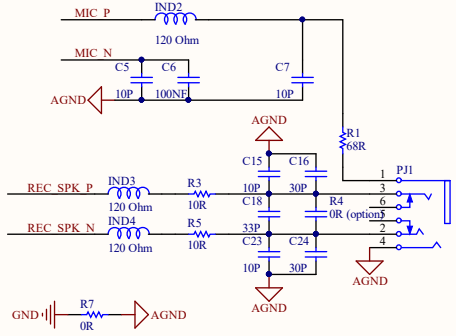 MIC_P
IND2
120 Ohm
MIC_N
C5
C6
C7
AGND
10P
100NF
10P
AGND
R1
68R
C15
C16
PJ1
1
REC_SPK_P
IND3
R3
10P
30P
3
120 Ohm
10R
C18
R4
6
0R (option)
5
REC_SPK_N
IND4
R5
33P
2
120 Ohm
10R
C23
C24
4
10P
30P
AGND
AGND
GND
R7
0R
AGND